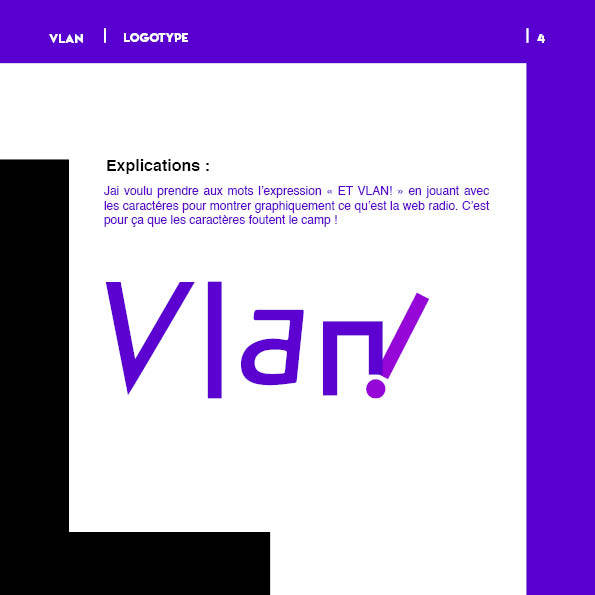 VLAN | LOGOTYPE | 4
Explications :
Jai voulu prendre aux mots l'expression « ET VLAN! » en jouant avec
les caractéres pour montrer graphiquement ce qu'est la web radio. C'est
pour ça que les caractères foutent le camp !
Vlan!